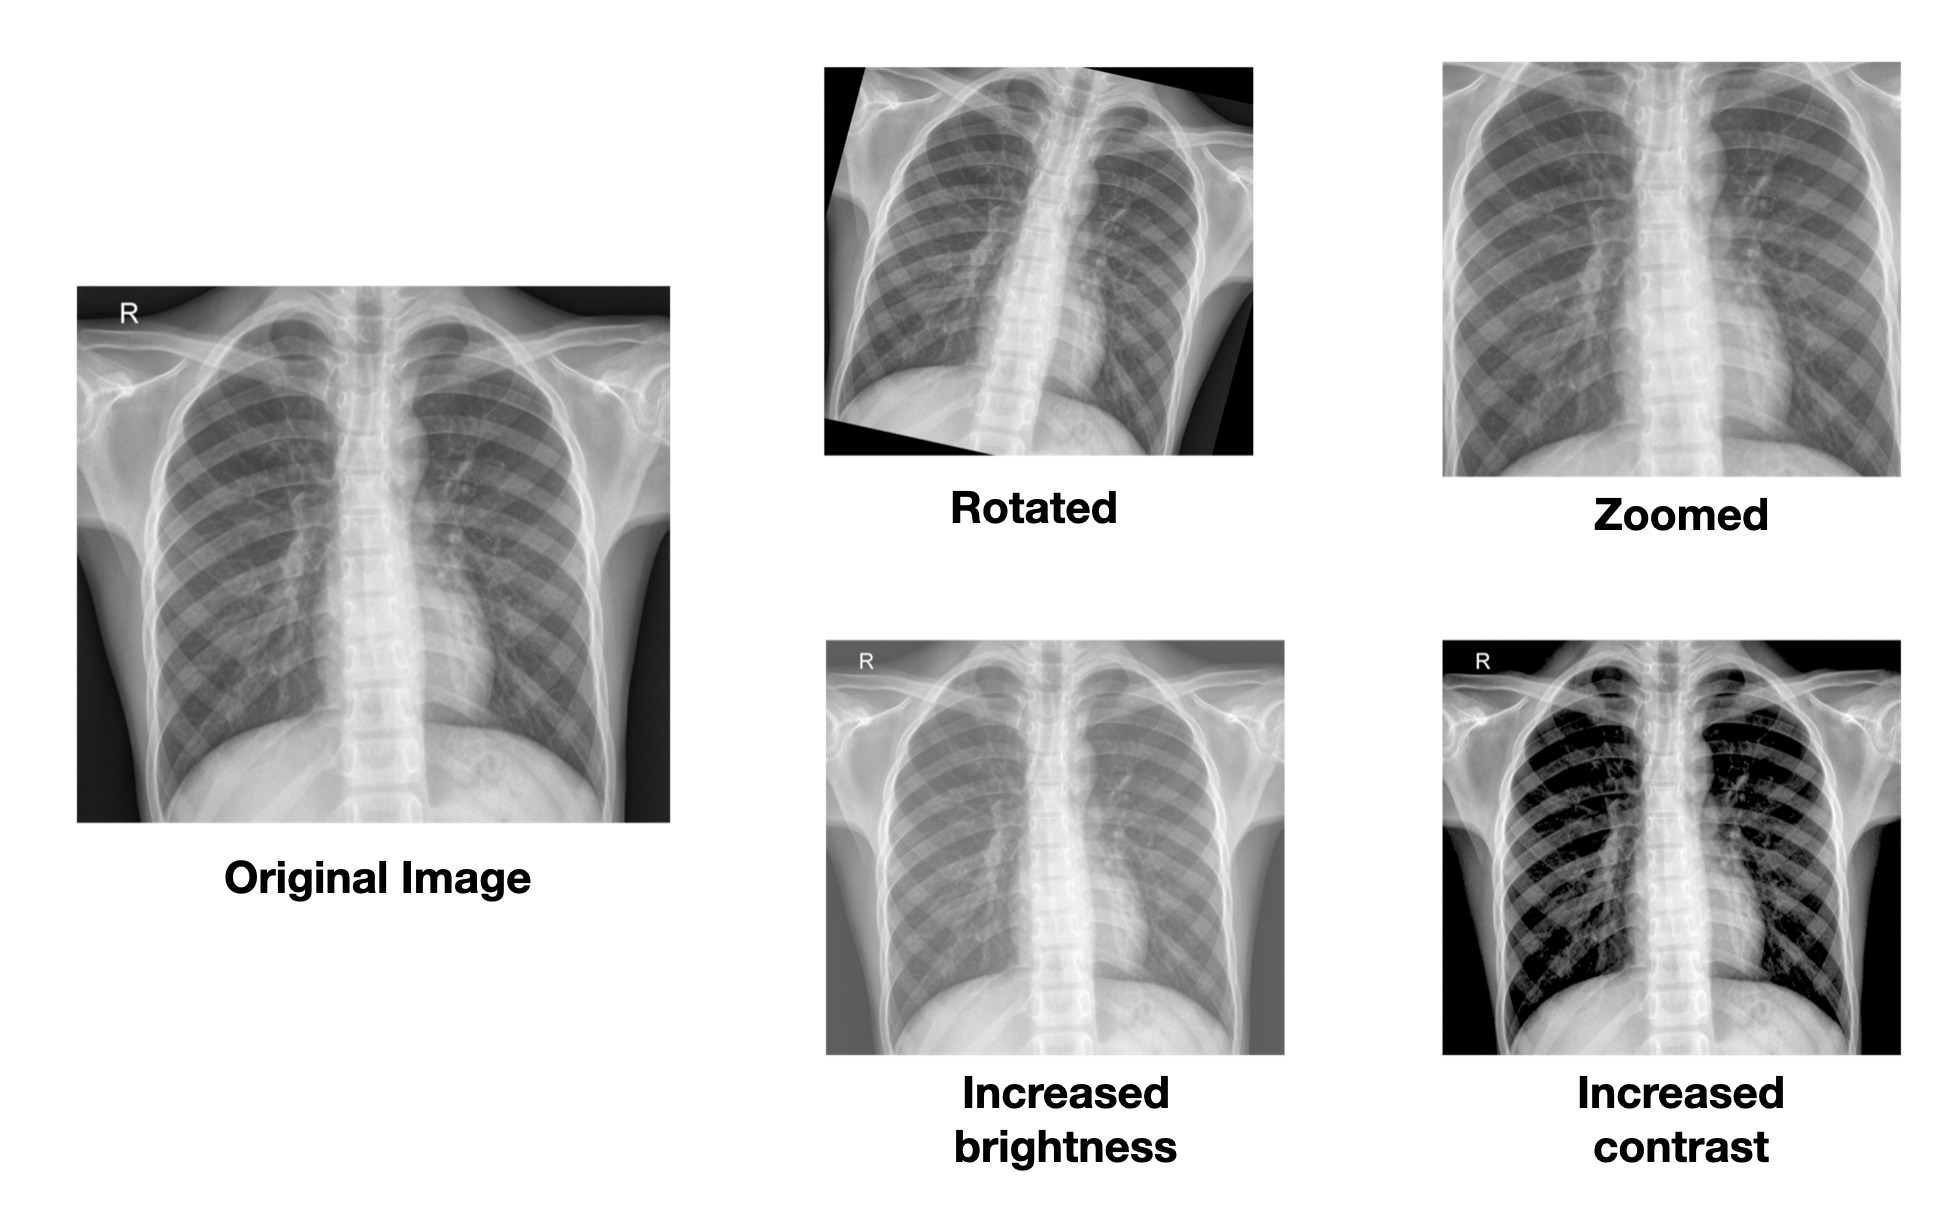 R
Original Image
Rotated
Zoomed
R
Increased
brightness
R
Increased
contrast